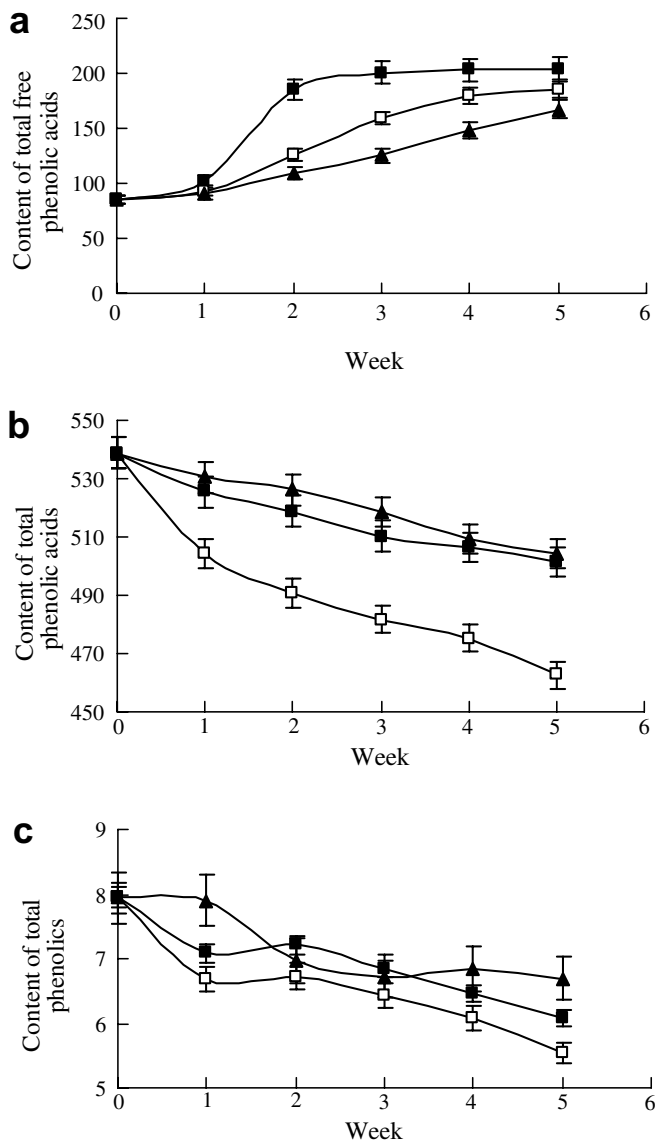 a
Content of total free
phenolic acids
250
200
150
100
50
0
0 1 2 3 4 5 6
Week
b
Content of total
phenolic acids
550
530
510
490
470
450
0 1 2 3 4 5 6
Week
c
Content of total
phenolics
9
8
7
6
5
0 1 2 3 4 5 6
Week